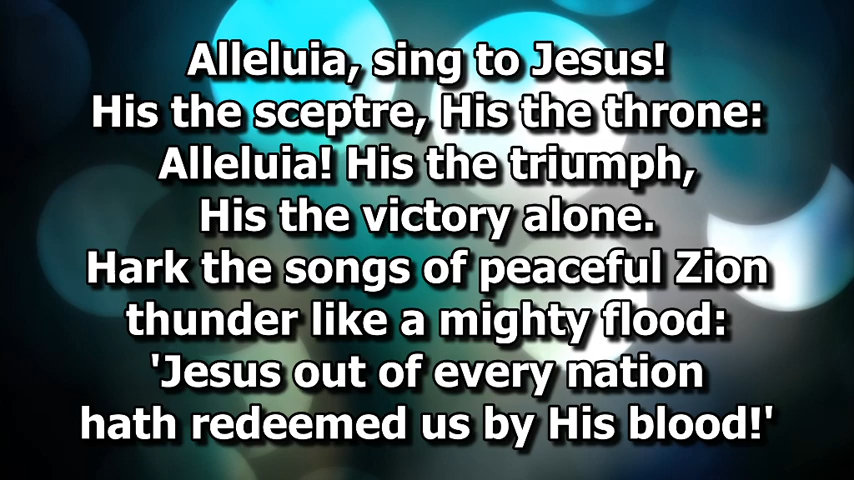 Alleluia, sing to Jesus!
His the sceptre, His the throne:
Alleluia! His the triumph,
His the victory alone.
Hark the songs of peaceful Zion
thunder like a mighty flood:
'Jesus out of every nation
hath redeemed us by His blood!'